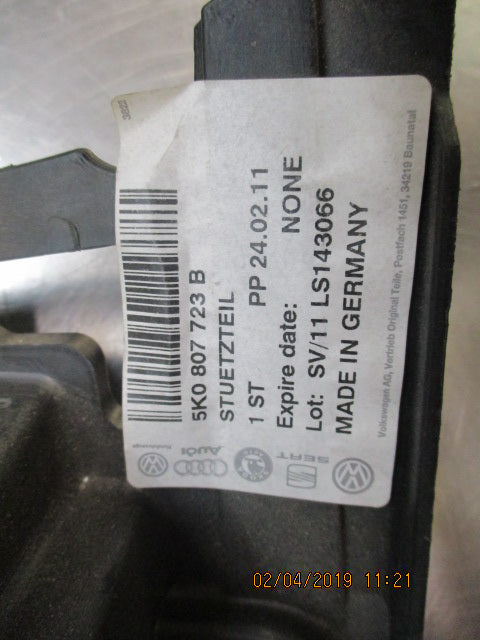 3822
5K0 807 723 B
STUETZTEIL
1 ST PP 24.02.11
Expire date: NONE
Lot: SV/11 LS143066
MADE IN GERMANY
Volkswagen AG, Vertrieb Original Teile, Postfach 1451, 34219 Baunatal
Audi
SEAT
02/04/2019 11:21